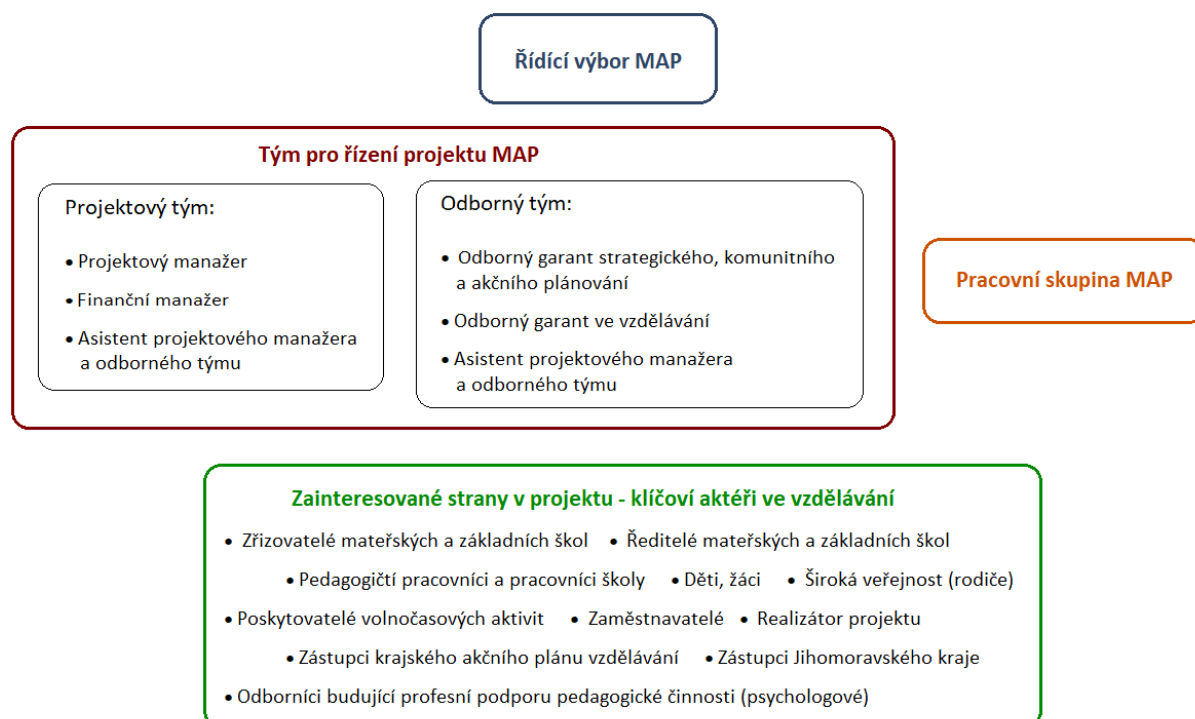 Řídící výbor MAP
Tým pro řízení projektu MAP
Projektový tým:
• Projektový manažer
• Finanční manažer
• Asistent projektového manažera
a odborného týmu
Odborný tým:
• Odborný garant strategického, komunitního
a akčního plánování
• Odborný garant ve vzdělávání
• Asistent projektového manažera
a odborného týmu
Pracovní skupina MAP
Zainteresované strany v projektu - klíčoví aktéři ve vzdělávání
• Zřizovatelé mateřských a základních škol • Ředitelé mateřských a základních škol
• Pedagogičtí pracovníci a pracovníci školy • Děti, žáci • Široká veřejnost (rodiče)
• Poskytovatelé volnočasových aktivit • Zaměstnavatelé • Realizátor projektu
• Zástupci krajského akčního plánu vzdělávání • Zástupci Jihomoravského kraje
• Odborníci budující profesní podporu pedagogické činnosti (psychologové)